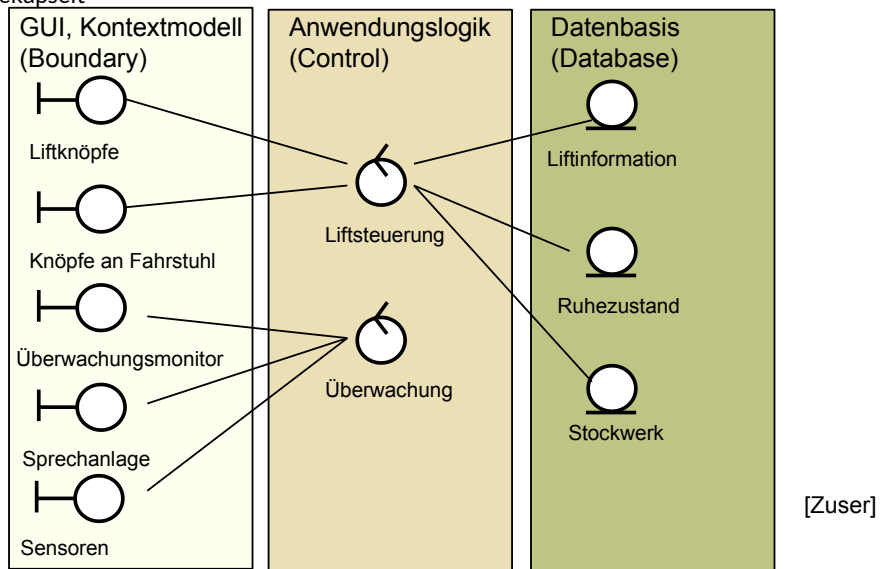 GUI, Kontextmodell
(Boundary)
Liftknöpfe
Knöpfe an Fahrstuhl
Überwachungsmonitor
Sprechanlage
Sensoren
Anwendungslogik
(Control)
Liftsteuerung
Überwachung
Datenbasis
(Database)
Liftinformation
Ruhezustand
Stockwerk
[Zuser]